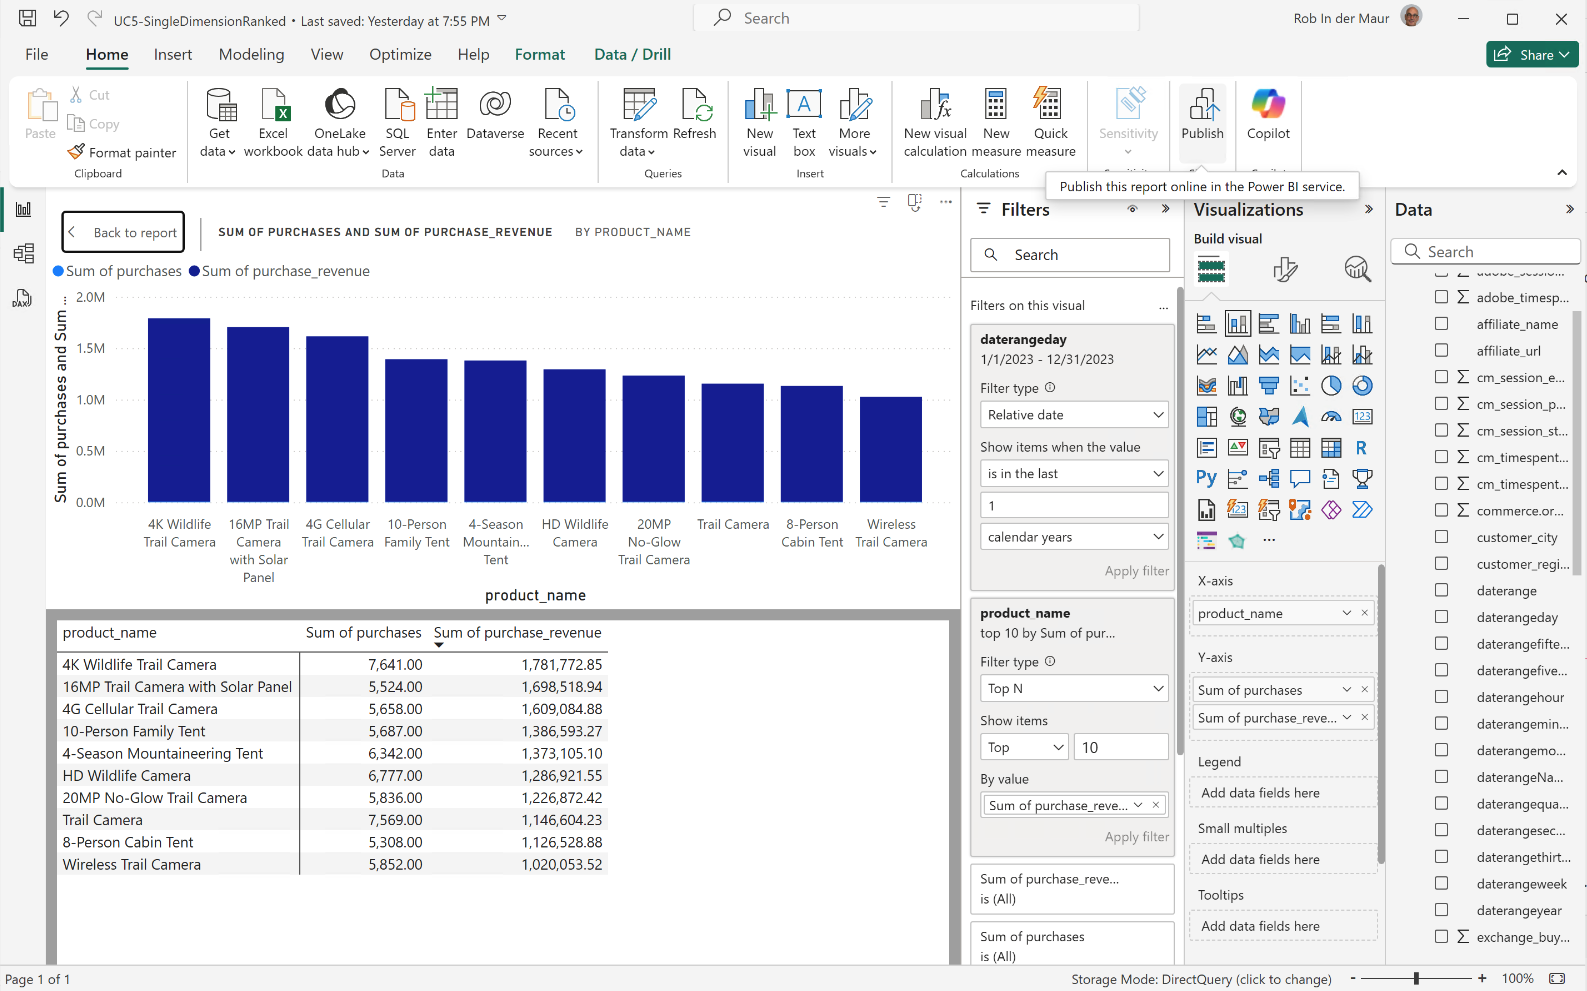 UC5-SingleDimensionRanked • Last saved: Yesterday at 7:55 PM
Search
Rob In der Maur
File
Home
Insert
Modeling
View
Optimize
Help
Format
Data / Drill
Share
Paste
Cut
Copy
Format painter
Clipboard
Get data
Excel workbook
OneLake data hub
SQL Server
Enter data
Dataverse
Recent sources
Data
Transform data
Refresh
Queries
New visual
Text box
More visuals
Insert
New visual calculation
New measure
Quick measure
Calculations
Sensitivity
Publish
Copilot
Publish this report online in the Power BI service.
Back to report
SUM OF PURCHASES AND SUM OF PURCHASE_REVENUE
BY PRODUCT_NAME
Sum of purchases
Sum of purchase_revenue
Sum of purchases and Sum ...
2.0M
1.5M
1.0M
0.5M
0.0M
4K Wildlife Trail Camera
16MP Trail Camera with Solar Panel
4G Cellular Trail Camera
10-Person Family Tent
4-Season Mountain... Tent
HD Wildlife Camera
20MP No-Glow Trail Camera
Trail Camera
8-Person Cabin Tent
Wireless Trail Camera
product_name
product_name Sum of purchases Sum of purchase_revenue
4K Wildlife Trail Camera 7,641.00 1,781,772.85
16MP Trail Camera with Solar Panel 5,524.00 1,698,518.94
4G Cellular Trail Camera 5,658.00 1,609,084.88
10-Person Family Tent 5,687.00 1,386,593.27
4-Season Mountaineering Tent 6,342.00 1,373,105.10
HD Wildlife Camera 6,777.00 1,286,921.55
20MP No-Glow Trail Camera 5,836.00 1,226,872.42
Trail Camera 7,569.00 1,146,604.23
8-Person Cabin Tent 5,308.00 1,126,528.88
Wireless Trail Camera 5,852.00 1,020,053.52
Filters
Search
Filters on this visual
...
daterangeday
1/1/2023 - 12/31/2023
Filter type
Relative date
Show items when the value
is in the last
1
calendar years
Apply filter
product_name
top 10 by Sum of pur...
Filter type
Top N
Show items
Top
10
By value
Sum of purchase_reve...
Apply filter
Sum of purchase_reve...
is (All)
Sum of purchases
is (All)
Visualizations
Build visual
123
R
Py
123
...
X-axis
product_name
Y-axis
Sum of purchases
Sum of purchase_reve...
Legend
Add data fields here
Small multiples
Add data fields here
Tooltips
Add data fields here
Data
Search
adobe_sessio...
adobe_timesp...
affiliate_name
affiliate_url
cm_session_e...
cm_session_p...
cm_session_st...
cm_timespent...
cm_timespent...
commerce.or...
customer_city
customer_regi...
daterange
daterangeday
daterangefifte...
daterangefive...
daterangehour
daterangemin...
daterangemo...
daterangeNa...
daterangequa...
daterangesec...
daterangethirt...
daterangeweek
daterangeyear
exchange_buy...
DAX
Page 1 of 1
Storage Mode: DirectQuery (click to change)
- + 100%